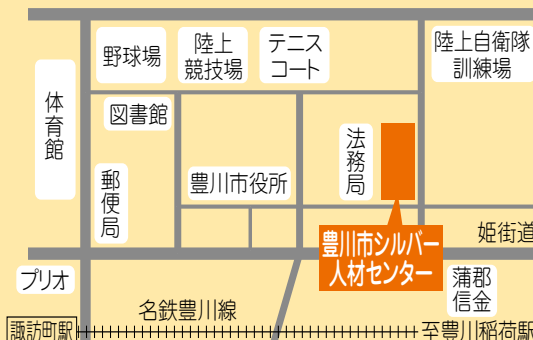 野球場
陸上
競技場
テニス
コート
陸上自衛隊
訓練場
体育館
図書館
郵便局
豊川市役所
法務局
豊川市シルバー
人材センター
姫街道
プリオ
蒲郡
信金
名鉄豊川線
諏訪町駅
至豊川稲荷駅